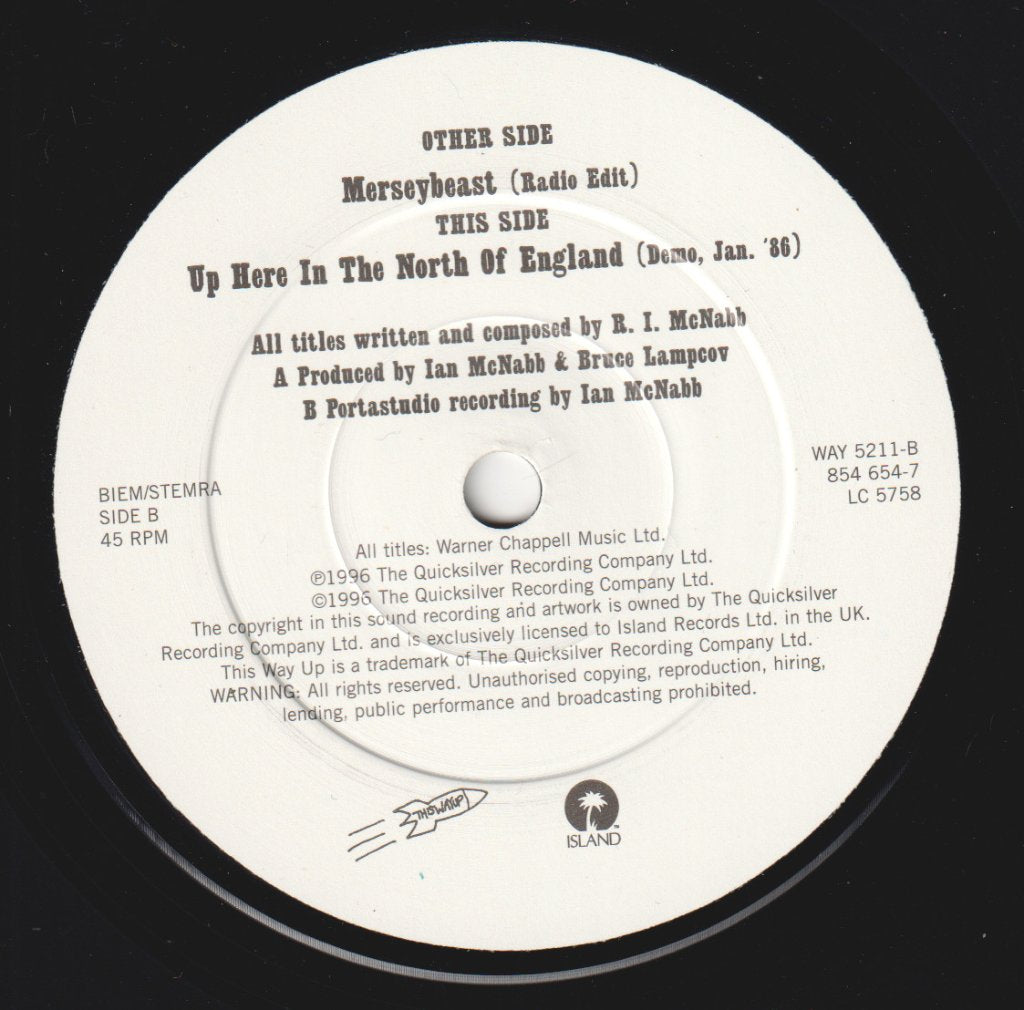 OTHER SIDE
Merseybeast (Radio Edit)
THIS SIDE
Up Here In The North Of England (Demo, Jan. '86)
All titles written and composed by R. I. McNabb
A Produced by Ian McNabb & Bruce Lampcov
B Portastudio recording by Ian McNabb
BIEM/STEMRA
SIDE B
45 RPM
WAY 5211-B
854 654-7
LC 5758
All titles: Warner Chappell Music Ltd.
℗1996 The Quicksilver Recording Company Ltd.
©1996 The Quicksilver Recording Company Ltd.
The copyright in this sound recording and artwork is owned by The Quicksilver
Recording Company Ltd. and is exclusively licensed to Island Records Ltd. in the UK.
This Way Up is a trademark of The Quicksilver Recording Company Ltd.
WARNING: All rights reserved. Unauthorised copying, reproduction, hiring,
lending, public performance and broadcasting prohibited.
THIS WAY UP
ISLAND™